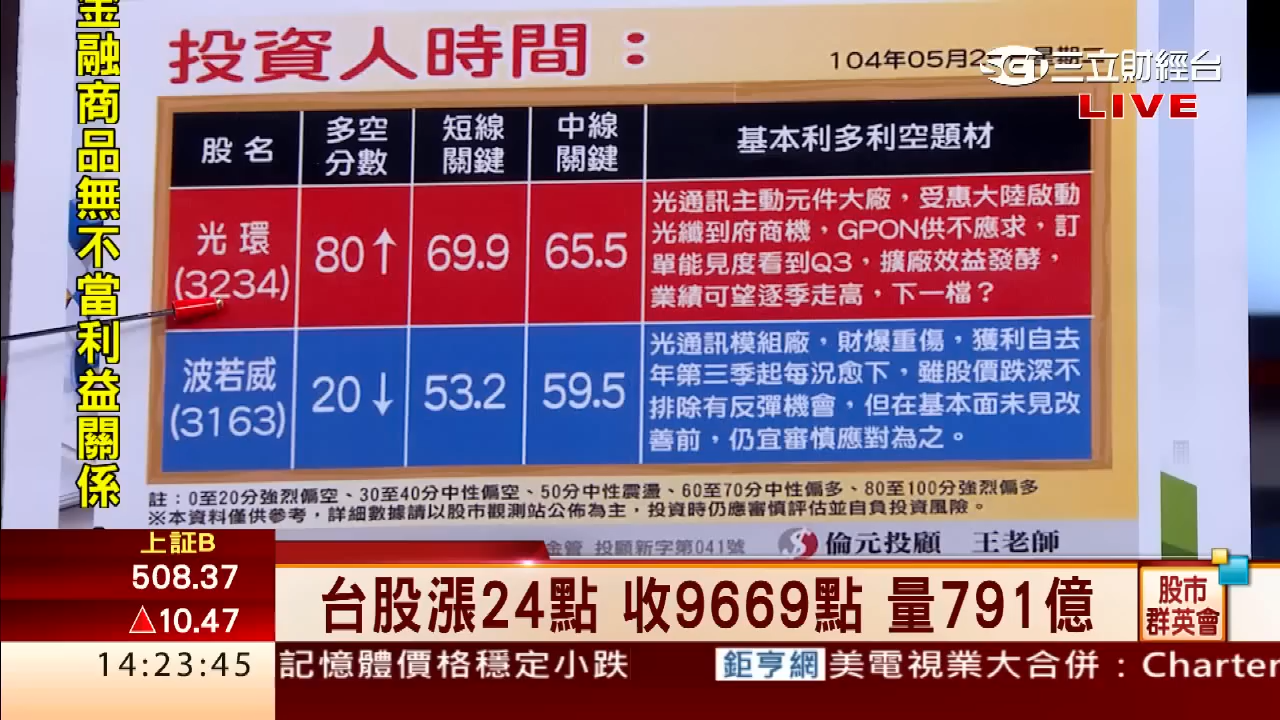 金融商品無不當利益關係
投資人時間：
104年05月2
三立財經台
LIVE
股名
多空分數
短線關鍵
中線關鍵
基本利多利空題材
光環
(3234)
80↑
69.9
65.5
光通訊主動元件大廠，受惠大陸啟動
光纖到府商機，GPON供不應求，訂
單能見度看到Q3，擴廠效益發酵，
業績可望逐季走高，下一檔？
波若威
(3163)
20↓
53.2
59.5
光通訊模組廠，財爆重傷，獲利自去
年第三季起每況愈下，雖股價跌深不
排除有反彈機會，但在基本面未見改
善前，仍宜審慎應對為之。
註：0至20分強烈偏空、30至40分中性偏空、50分中性震盪、60至70分中性偏多、80至100分強烈偏多
※本資料僅供參考，詳細數據請以股市觀測站公佈為主，投資時仍應審慎評估並自負投資風險。
金管 投顧新字第041號
倫元投顧 王老師
上証B
508.37
△10.47
台股漲24點 收9669點 量791億
股市
群英會
14:23:45
記憶體價格穩定小跌
鉅亨網 美電視業大合併：Charter